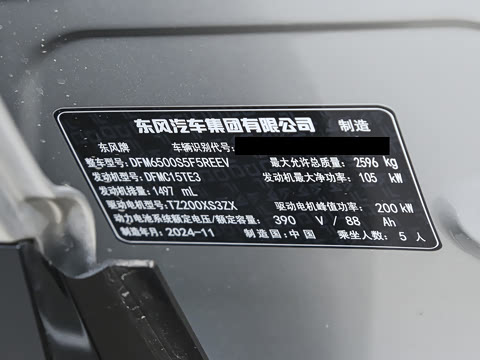 东风汽车集团有限公司 制造
东风牌 车辆识别代号:
整车型号:DFM6500S5F5REEV 最大允许总质量:2596 kg
发动机型号:DFMC15TE3 发动机最大净功率:105 kW
发动机排量:1497 mL
驱动电机型号:TZ200XS3ZX 驱动电机峰值功率:200 kW
动力电池系统额定电压/额定容量:390 V / 88 Ah
制造年月:2024-11 制造国:中国 乘坐人数:5 人